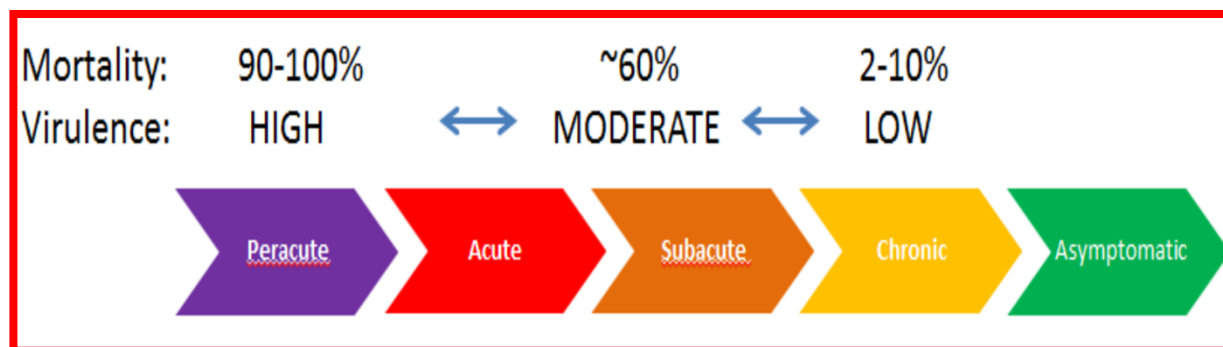 Mortality: 90-100% ~60% 2-10%
Virulence: HIGH MODERATE LOW
Peracute Acute Subacute Chronic Asymptomatic